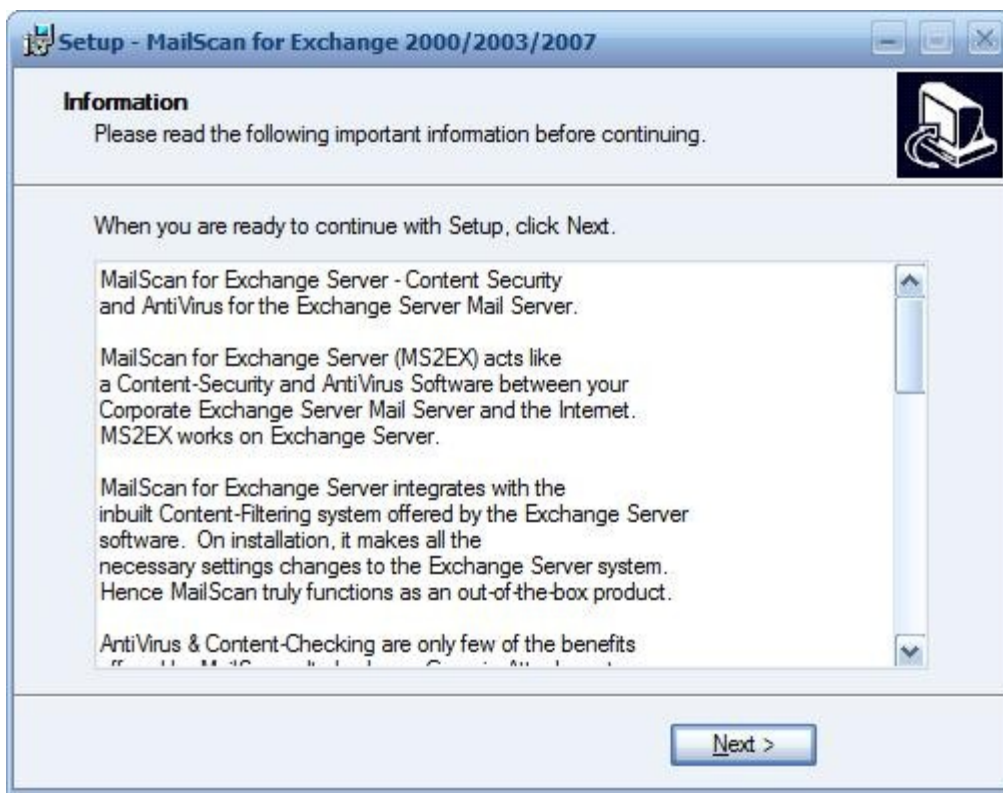 Setup - MailScan for Exchange 2000/2003/2007
Information
Please read the following important information before continuing.
When you are ready to continue with Setup, click Next.
MailScan for Exchange Server - Content Security
and AntiVirus for the Exchange Server Mail Server.
MailScan for Exchange Server (MS2EX) acts like
a Content-Security and AntiVirus Software between your
Corporate Exchange Server Mail Server and the Internet.
MS2EX works on Exchange Server.
MailScan for Exchange Server integrates with the
inbuilt Content-Filtering system offered by the Exchange Server
software.  On installation, it makes all the
necessary settings changes to the Exchange Server system.
Hence MailScan truly functions as an out-of-the-box product.
AntiVirus & Content-Checking are only few of the benefits
Next >